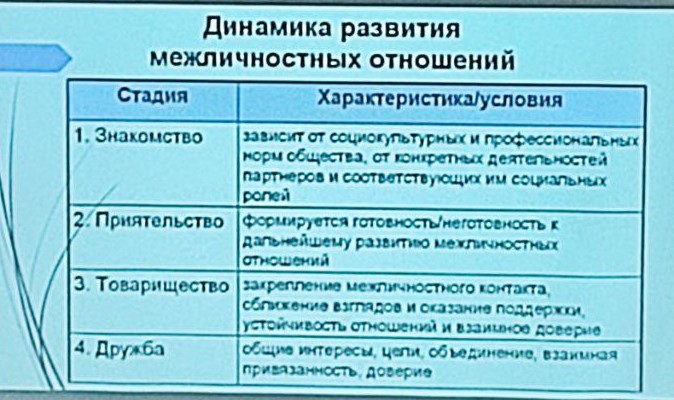 Динамика развития
межличностных отношений
Стадия
Характеристика/условия
1. Знакомство
зависит от социокультурных и профессиональных
норм общества, от конкретных деятельностей
партнеров и соответствующих им социальных
ролей
2. Приятельство
формируется готовность/неготовность к
дальнейшему развитию межличностных
отношений
3. Товарищество
закрепление межличностного контакта,
сближение взглядов и оказание поддержки,
устойчивость отношений и взаимное доверие
4. Дружба
общие интересы, цели, объединение, взаимная
привязанность, доверие